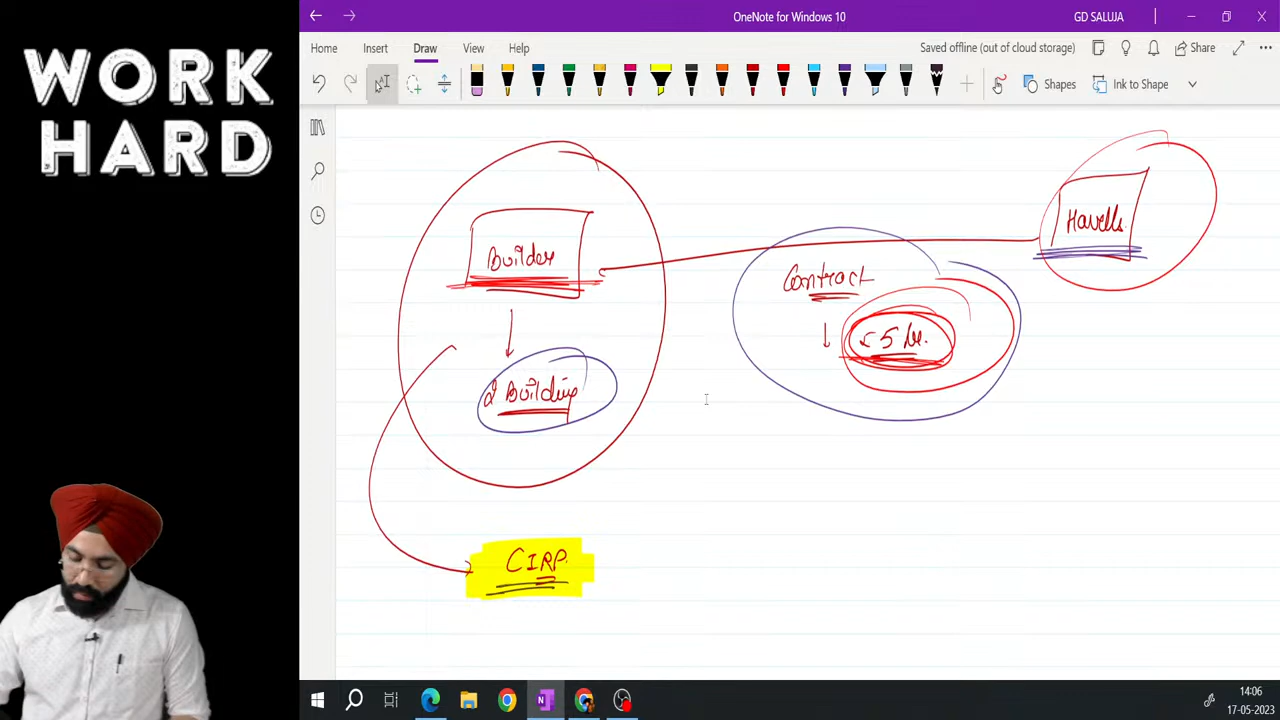 WORK
HARD
OneNote for Windows 10
GD SALUJA
Home
Insert
Draw
View
Help
Saved offline (out of cloud storage)
Share
Shapes
Ink to Shape
Builder
Havells
Contract
5
2 Building
CIRP
14:06
17-05-2023